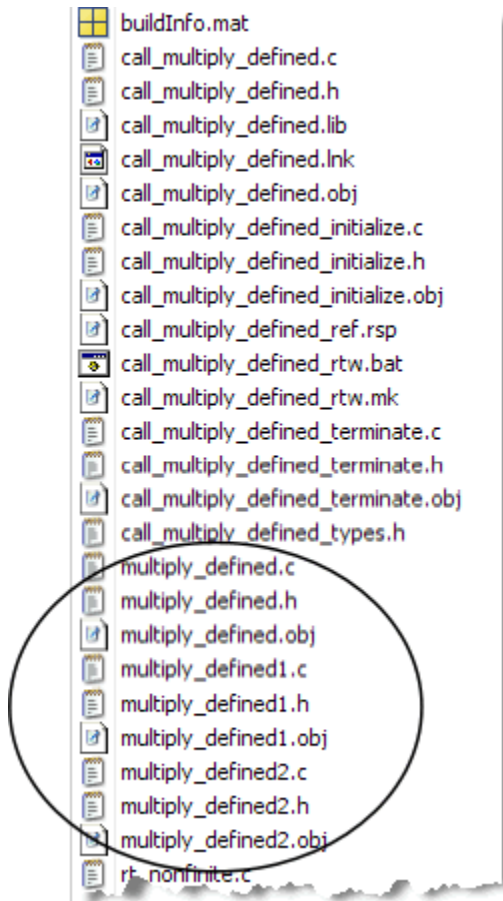 buildInfo.mat
call_multiply_defined.c
call_multiply_defined.h
call_multiply_defined.lib
call_multiply_defined.lnk
call_multiply_defined.obj
call_multiply_defined_initialize.c
call_multiply_defined_initialize.h
call_multiply_defined_initialize.obj
call_multiply_defined_ref.rsp
call_multiply_defined_rtw.bat
call_multiply_defined_rtw.mk
call_multiply_defined_terminate.c
call_multiply_defined_terminate.h
call_multiply_defined_terminate.obj
call_multiply_defined_types.h
multiply_defined.c
multiply_defined.h
multiply_defined.obj
multiply_defined1.c
multiply_defined1.h
multiply_defined1.obj
multiply_defined2.c
multiply_defined2.h
multiply_defined2.obj
rt_nonfinite.c